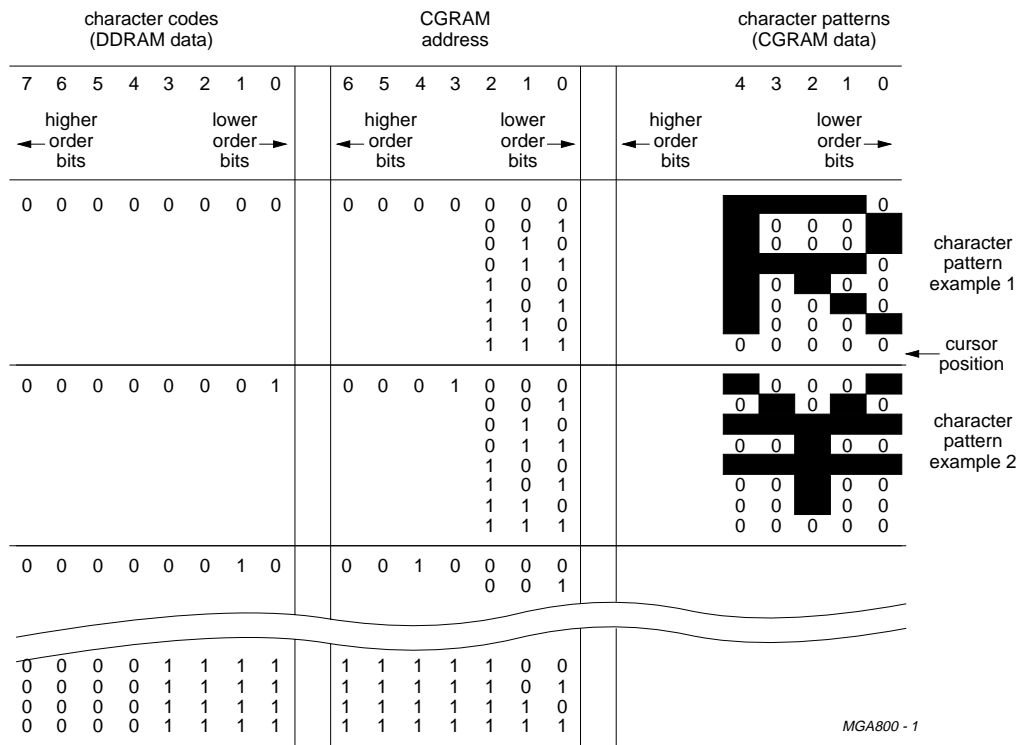 character codes
(DDRAM data)
CGRAM
address
character patterns
(CGRAM data)
7 6 5 4 3 2 1 0 6 5 4 3 2 1 0 4 3 2 1 0
higher
order
bits
lower
order
bits
higher
order
bits
lower
order
bits
higher
order
bits
lower
order
bits
0 0 0 0 0 0 0 0 0 0 0 0 0 0 0 0
0 0 1 0 0 0
0 1 0 0 0 0
0 1 1 0
1 0 0 0 0 0
1 0 1 0 0 0
1 1 0 0 0 0
1 1 1 0 0 0 0 0
character
pattern
example 1
cursor
position
0 0 0 0 0 0 0 1 0 0 0 1 0 0 0 0 0 0
0 0 1 0 0 0
0 1 0
0 1 1 0 0 0 0
1 0 0
1 0 1 0 0 0 0
1 1 0 0 0 0 0
1 1 1 0 0 0 0 0
character
pattern
example 2
0 0 0 0 0 0 1 0 0 0 1 0 0 0 0
0 0 1
0 0 0 0 1 1 1 1 1 1 1 1 1 0 0
0 0 0 0 1 1 1 1 1 1 1 1 1 0 1
0 0 0 0 1 1 1 1 1 1 1 1 1 1 0
0 0 0 0 1 1 1 1 1 1 1 1 1 1 1
MGA800 - 1